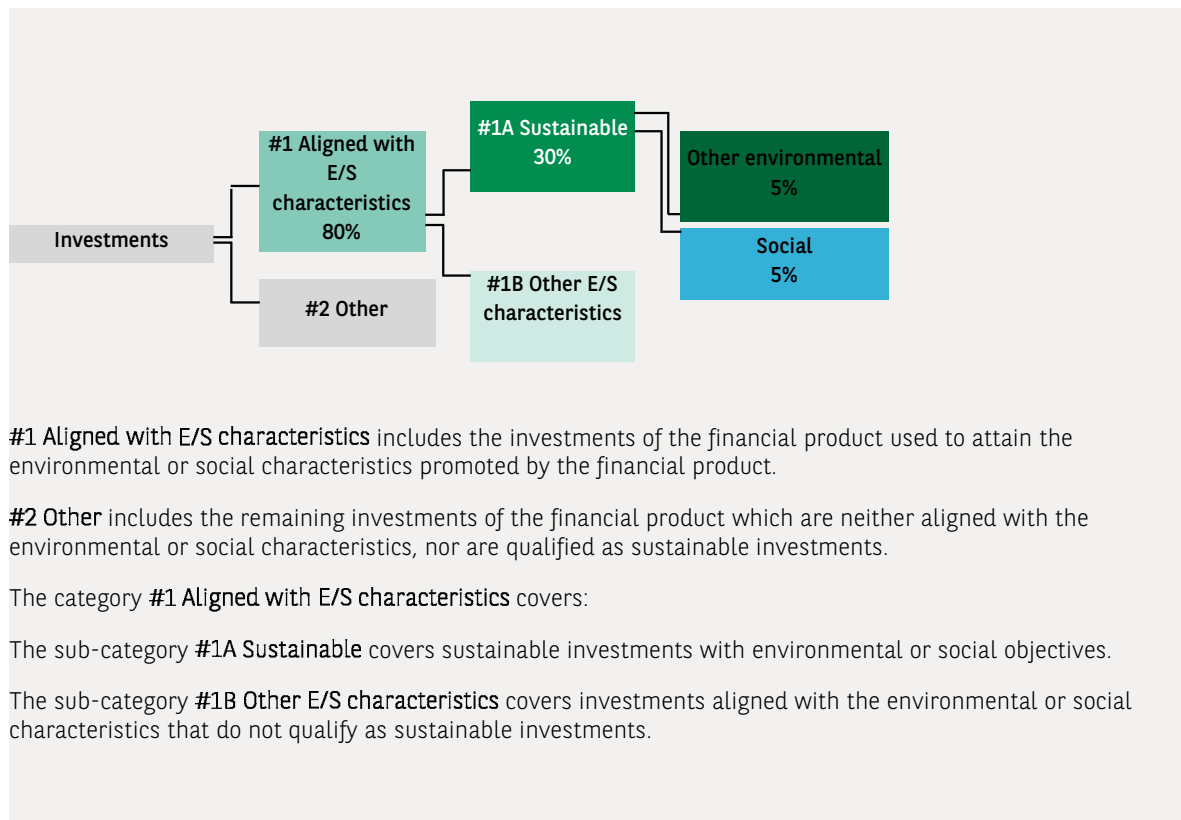 #1A Sustainable
30%
#1 Aligned with
E/S
characteristics
80%
Other environmental
5%
Investments
Social
5%
#2 Other
#1B Other E/S
characteristics
#1 Aligned with E/S characteristics includes the investments of the financial product used to attain the
environmental or social characteristics promoted by the financial product.
#2 Other includes the remaining investments of the financial product which are neither aligned with the
environmental or social characteristics, nor are qualified as sustainable investments.
The category #1 Aligned with E/S characteristics covers:
The sub-category #1A Sustainable covers sustainable investments with environmental or social objectives.
The sub-category #1B Other E/S characteristics covers investments aligned with the environmental or social
characteristics that do not qualify as sustainable investments.